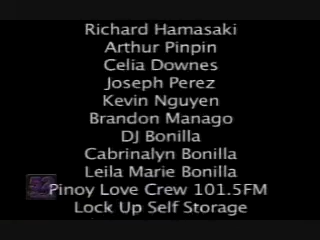 Richard Hamasaki
Arthur Pinpin
Celia Downes
Joseph Perez
Kevin Nguyen
Brandon Manago
DJ Bonilla
Cabrinalyn Bonilla
Leila Marie Bonilla
Pinoy Love Crew 101.5FM
Lock Up Self Storage